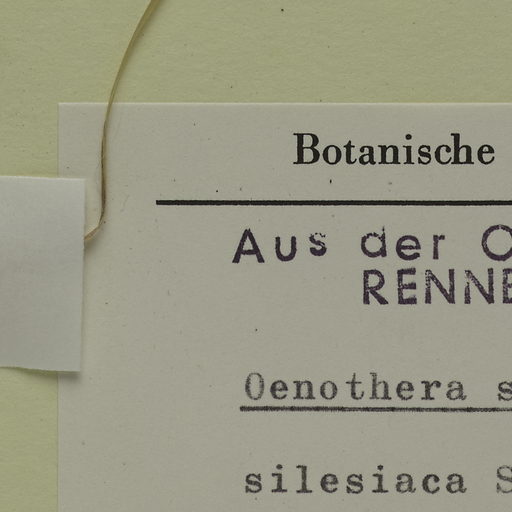 Botanische
Aus der O
RENNE
Oenothera s
silesiaca S